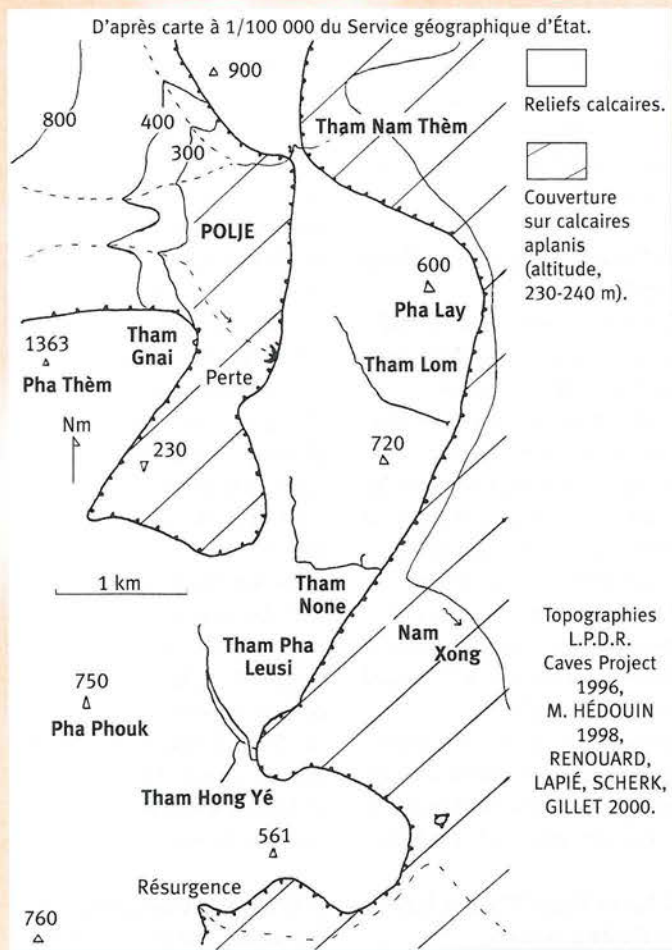 D'après carte à 1/100 000 du Service géographique d'État.
900
800
400
300
Tham Nam Thèm
POLJE
600
Pha Lay
1363
Pha Thèm
Tham
Gnai
Perte
Tham Lom
Nm
230
720
1 km
Tham
None
Tham Pha
Leusi
Nam
Xong
750
Pha Phouk
Tham Hong Yé
561
Résurgence
760
Reliefs calcaires.
Couverture
sur calcaires
aplanis
(altitude,
230-240 m).
Topographies
L.P.D.R.
Caves Project
1996,
M. HÉDOUIN
1998,
RENOUARD,
LAPIÉ, SCHERK,
GILLET 2000.